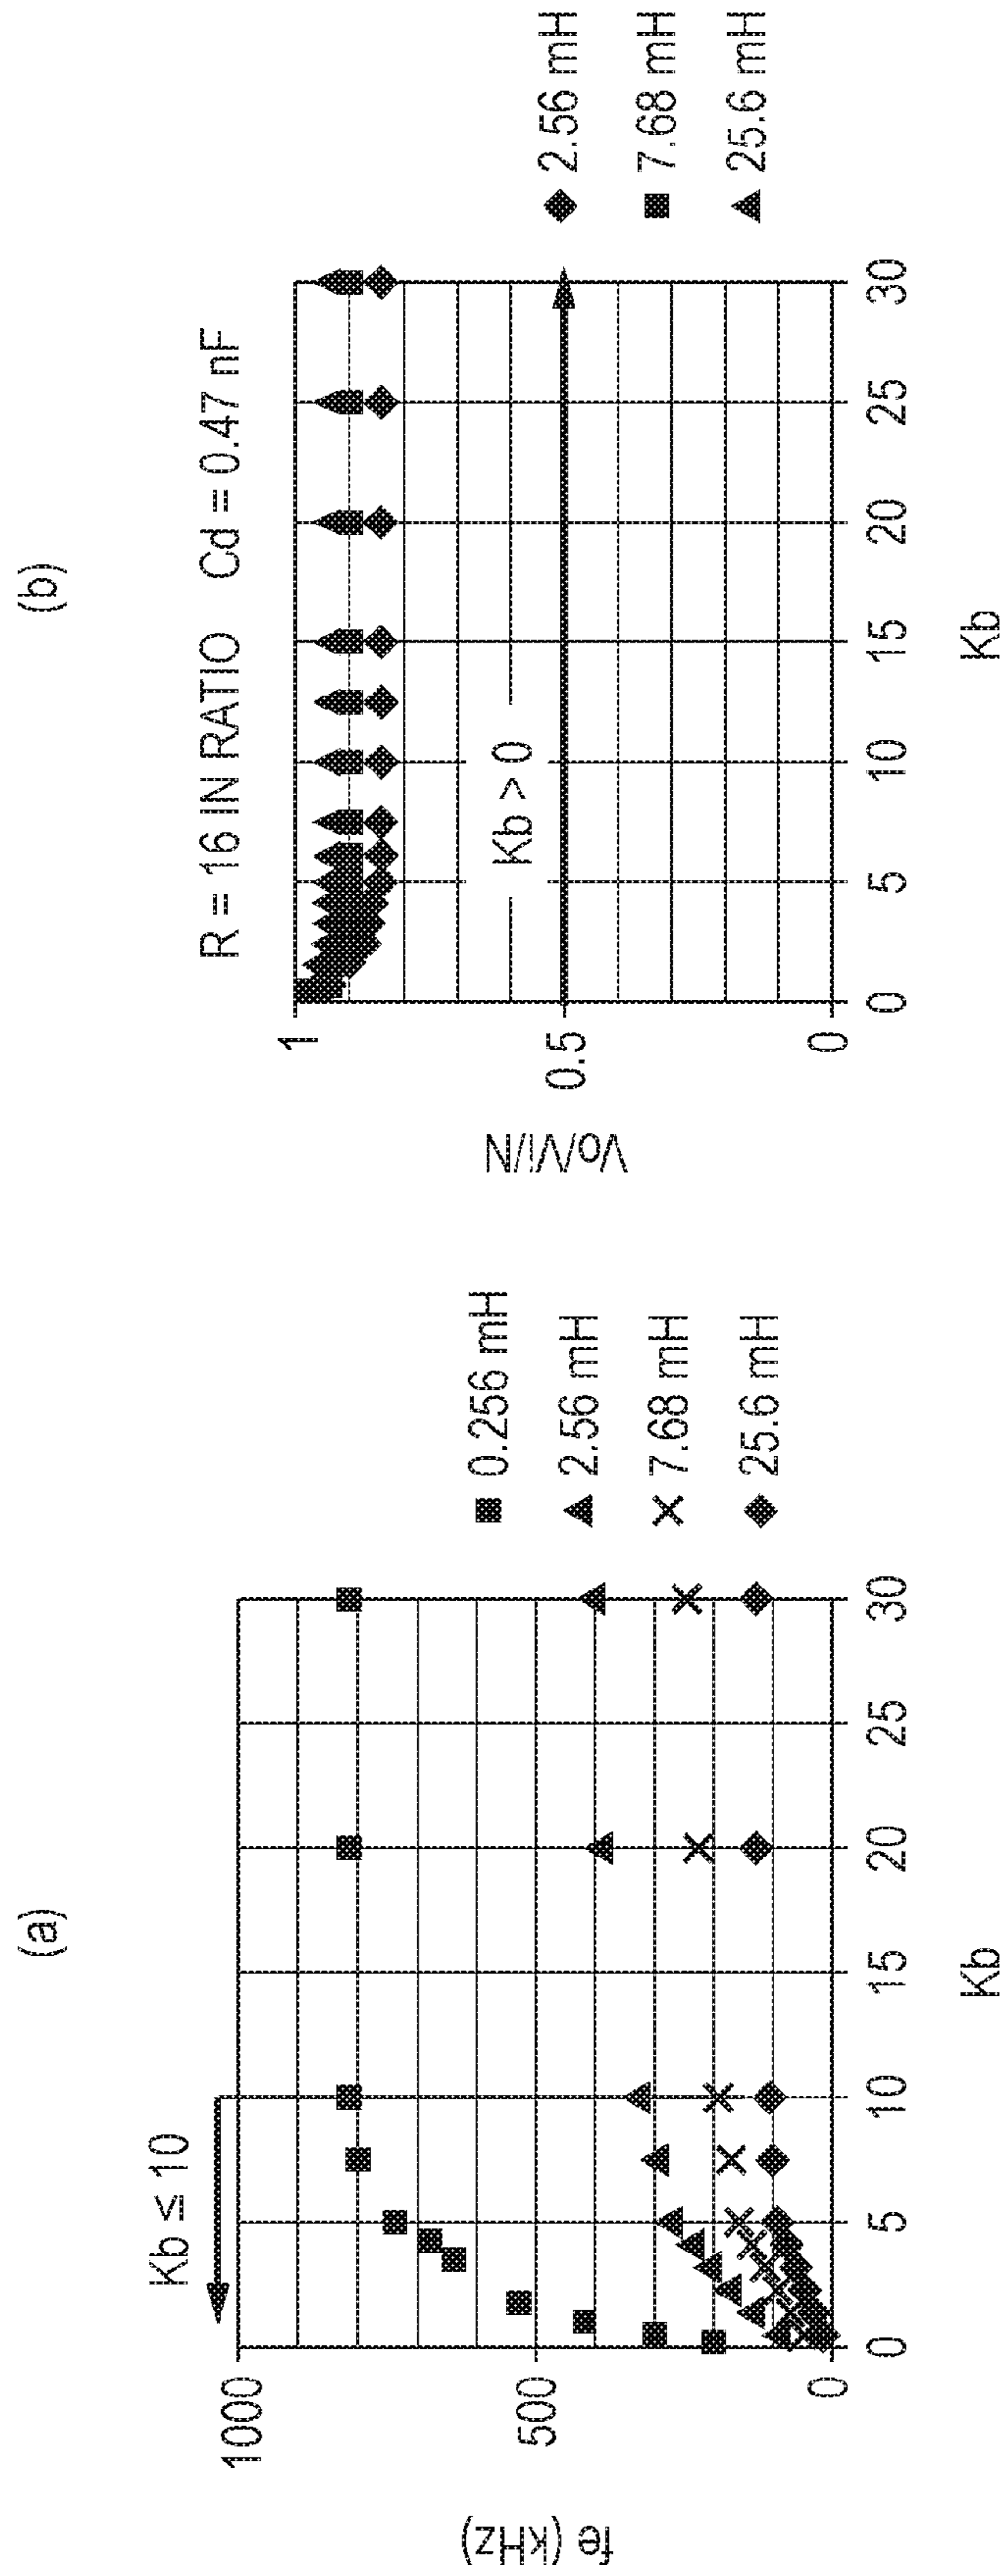 (a)
Kb ≤ 10
fe (kHz)
1000
500
0
0 5 10 15 20 25 30
Kb
0.256 mH
2.56 mH
7.68 mH
25.6 mH
(b)
R = 16 IN RATIO Cd = 0.47 nF
Vo/Vi/N
1
0.5
0
Kb > 0
0 5 10 15 20 25 30
Kb
2.56 mH
7.68 mH
25.6 mH